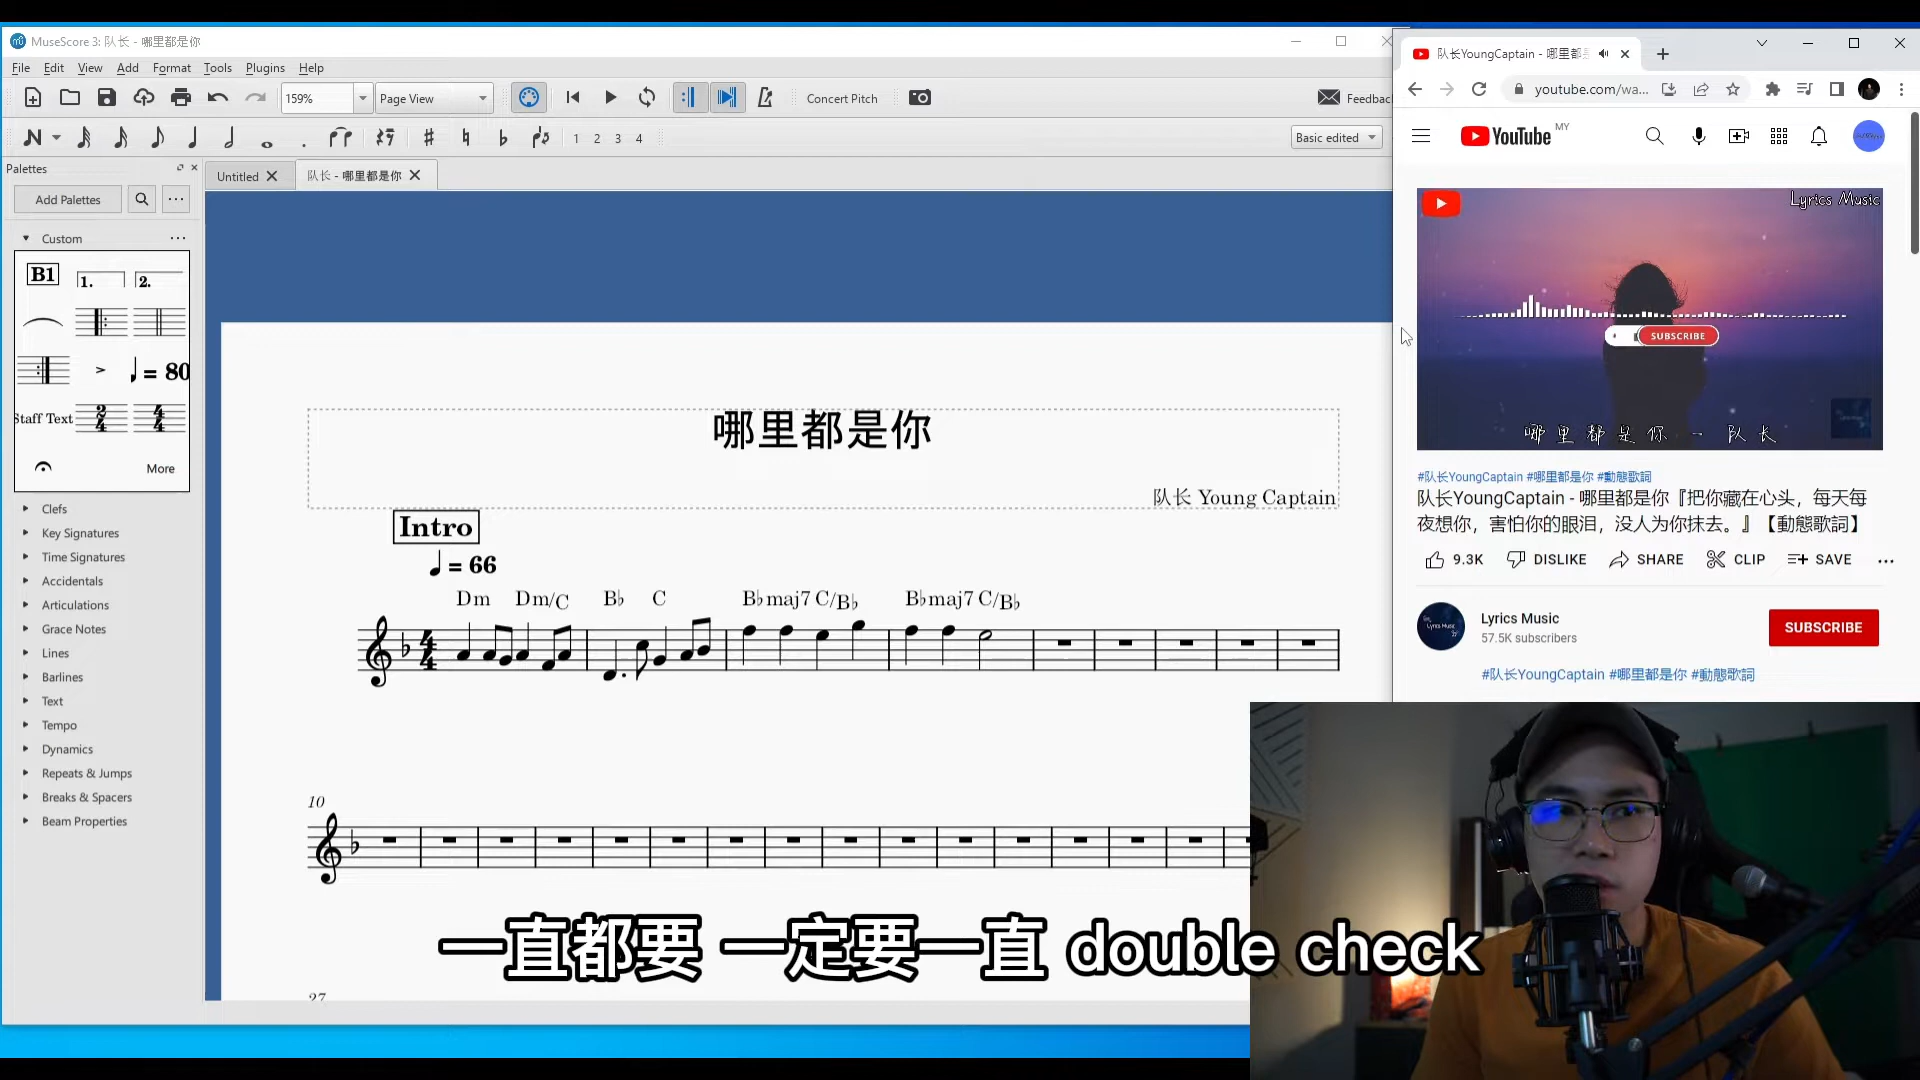 MuseScore 3: 队长 - 哪里都是你
File Edit View Add Format Tools Plugins Help
159% Page View Concert Pitch Feedbac
1 2 3 4 Basic edited
Palettes
Untitled 队长 - 哪里都是你
Add Palettes ...
Custom ...
B1 1. 2.
= 80
Staff Text 2 4 4 4
More
Clefs
Key Signatures
Time Signatures
Accidentals
Articulations
Grace Notes
Lines
Barlines
Text
Tempo
Dynamics
Repeats & Jumps
Breaks & Spacers
Beam Properties
哪里都是你
队长 Young Captain
Intro
= 66
Dm Dm/C B♭ C B♭maj7 C/B♭ B♭maj7 C/B♭
4
4
10
27
队长YoungCaptain - 哪里都是
youtube.com/wa...
YouTube MY
Lyrics Music
SUBSCRIBE
哪里都是你 - 队长
#队长YoungCaptain #哪里都是你 #動態歌詞
队长YoungCaptain - 哪里都是你『把你藏在心头，每天每
夜想你，害怕你的眼泪，没人为你抹去。』【動態歌詞】
9.3K DISLIKE SHARE CLIP SAVE ...
Lyrics Music
57.5K subscribers
SUBSCRIBE
#队长YoungCaptain #哪里都是你 #動態歌詞
一直都要 一定要一直 double check